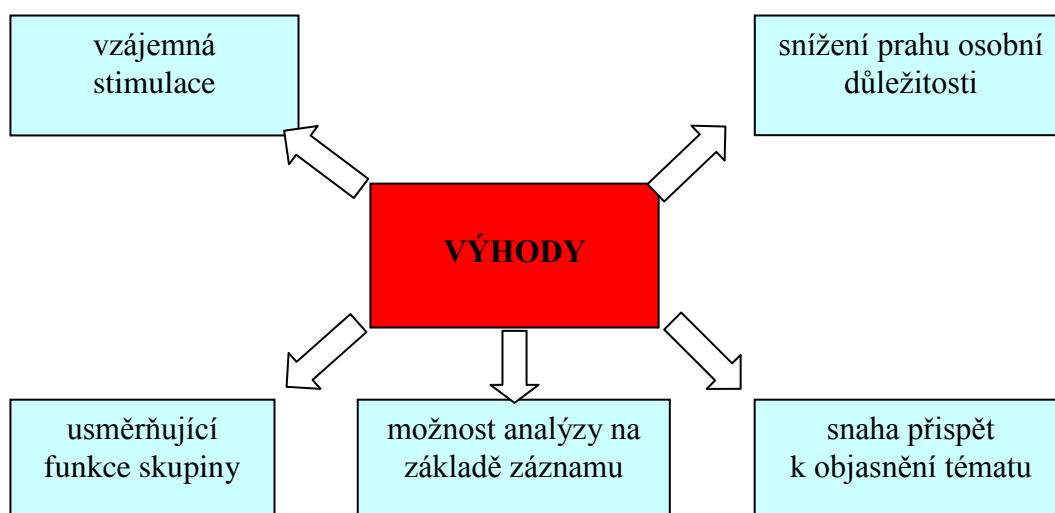 vzájemná
stimulace
snížení prahu osobní
důležitosti
VÝHODY
usměrňující
funkce skupiny
možnost analýzy na
základě záznamu
snaha přispět
k objasnění tématu